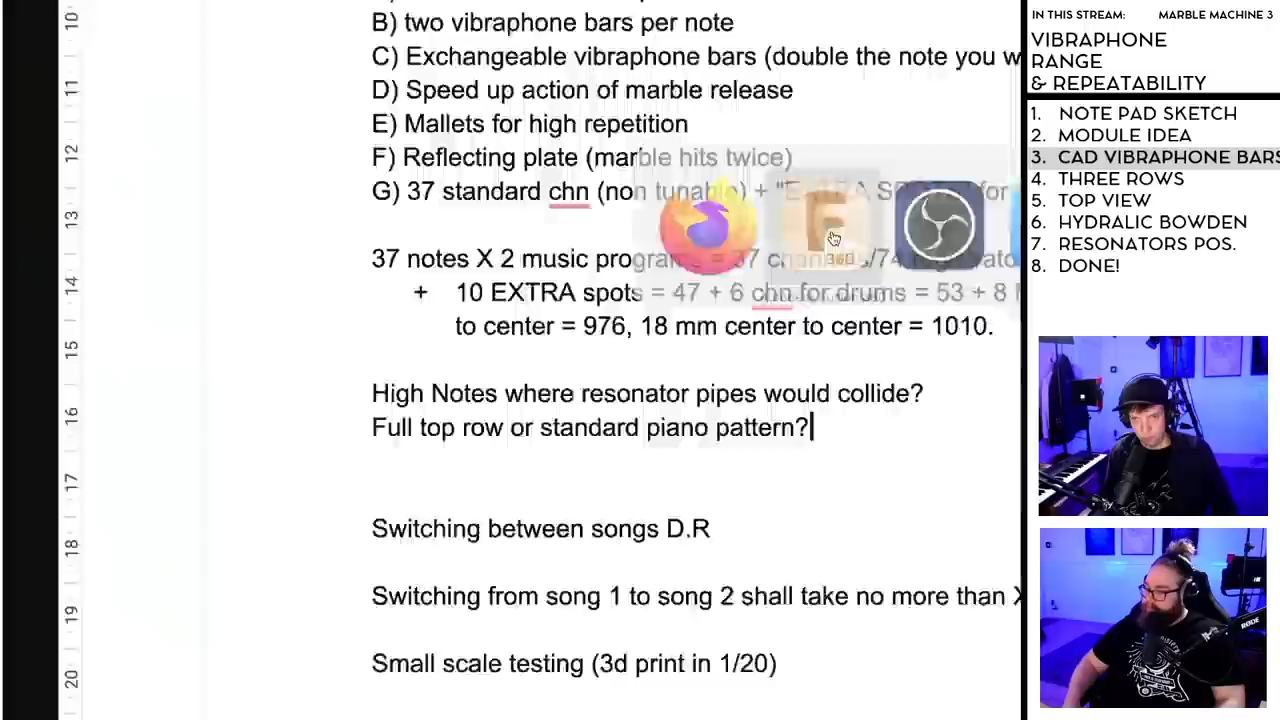 B) two vibraphone bars per note
C) Exchangeable vibraphone bars (double the note you w
D) Speed up action of marble release
E) Mallets for high repetition
F) Reflecting plate (marble hits twice)
G) 37 standard chn (non tunable) + "EXTRA SPOTS" for
37 notes X 2 music programs = 37 channels/74
+ 10 EXTRA spots = 47 + 6 chn for drums = 53 + 8
to center = 976, 18 mm center to center = 1010.
High Notes where resonator pipes would collide?
Full top row or standard piano pattern?
Switching between songs D.R
Switching from song 1 to song 2 shall take no more than X
Small scale testing (3d print in 1/20)
10
11
12
13
14
15
16
17
18
19
20
360
IN THIS STREAM: MARBLE MACHINE 3
VIBRAPHONE
RANGE
& REPEATABILITY
1. NOTE PAD SKETCH
2. MODULE IDEA
3. CAD VIBRAPHONE BARS
4. THREE ROWS
5. TOP VIEW
6. HYDRALIC BOWDEN
7. RESONATORS POS.
8. DONE!
RODE